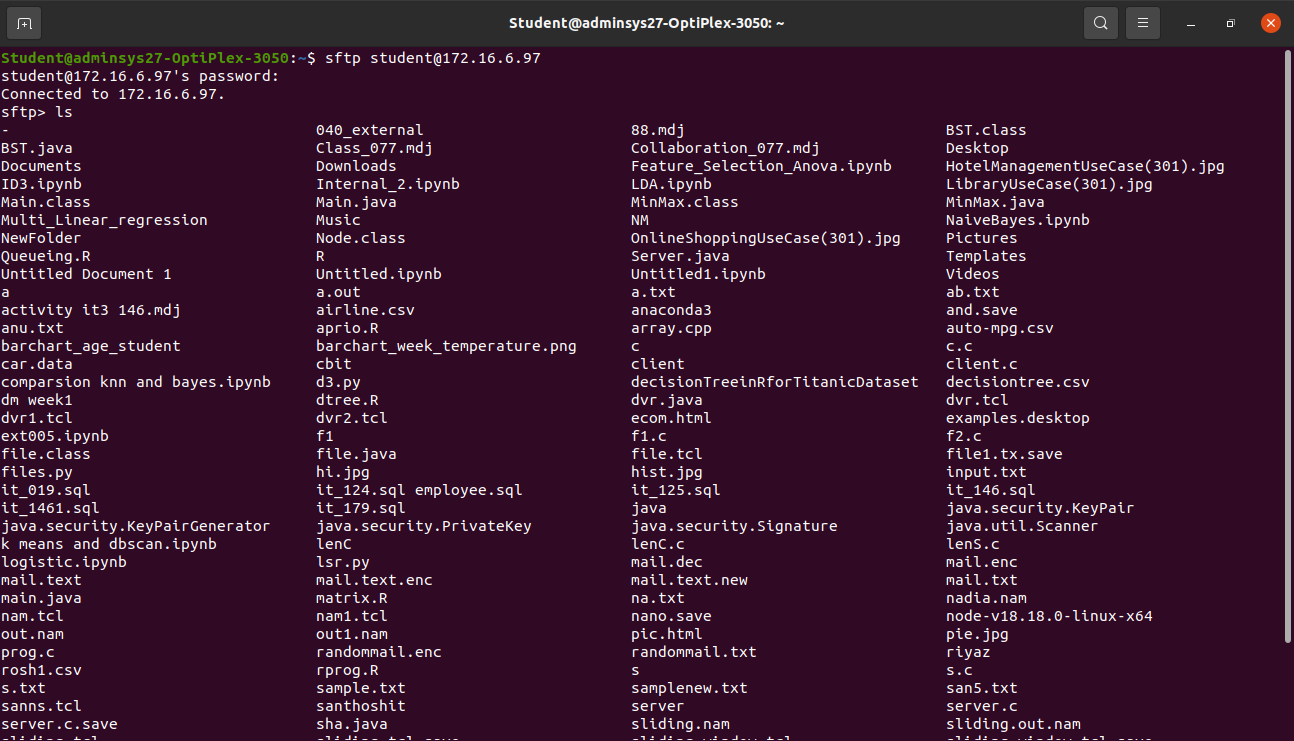 Student@adminsys27-OptiPlex-3050: ~
Student@adminsys27-OptiPlex-3050:~$ sftp student@172.16.6.97
student@172.16.6.97's password:
Connected to 172.16.6.97.
sftp> ls
- 040_external 88.mdj BST.class
BST.java Class_077.mdj Collaboration_077.mdj Desktop
Documents Downloads Feature_Selection_Anova.ipynb HotelManagementUseCase(301).jpg
ID3.ipynb Internal_2.ipynb LDA.ipynb LibraryUseCase(301).jpg
Main.class Main.java MinMax.class MinMax.java
Multi_Linear_regression Music NM NaiveBayes.ipynb
NewFolder Node.class OnlineShoppingUseCase(301).jpg Pictures
Queueing.R R Server.java Templates
Untitled Document 1 Untitled.ipynb Untitled1.ipynb Videos
a a.out a.txt ab.txt
activity it3 146.mdj airline.csv anaconda3 and.save
anu.txt aprio.R array.cpp auto-mpg.csv
barchart_age_student barchart_week_temperature.png c c.c
car.data cbit client client.c
comparsion knn and bayes.ipynb d3.py decisionTreeinRforTitanicDataset decisiontree.csv
dm week1 dtree.R dvr.java dvr.tcl
dvr1.tcl dvr2.tcl ecom.html examples.desktop
ext005.ipynb f1 f1.c f2.c
file.class file.java file.tcl file1.tx.save
files.py hi.jpg hist.jpg input.txt
it_019.sql it_124.sql employee.sql it_125.sql it_146.sql
it_1461.sql it_179.sql java java.security.KeyPair
java.security.KeyPairGenerator java.security.PrivateKey java.security.Signature java.util.Scanner
k means and dbscan.ipynb lenC lenC.c lenS.c
logistic.ipynb lsr.py mail.dec mail.enc
mail.text mail.text.enc mail.text.new mail.txt
main.java matrix.R na.txt nadia.nam
nam.tcl nam1.tcl nano.save node-v18.18.0-linux-x64
out.nam out1.nam pic.html pie.jpg
prog.c randommail.enc randommail.txt riyaz
rosh1.csv rprog.R s s.c
s.txt sample.txt samplenew.txt san5.txt
sanns.tcl santhoshit server server.c
server.c.save sha.java sliding.nam sliding.out.nam